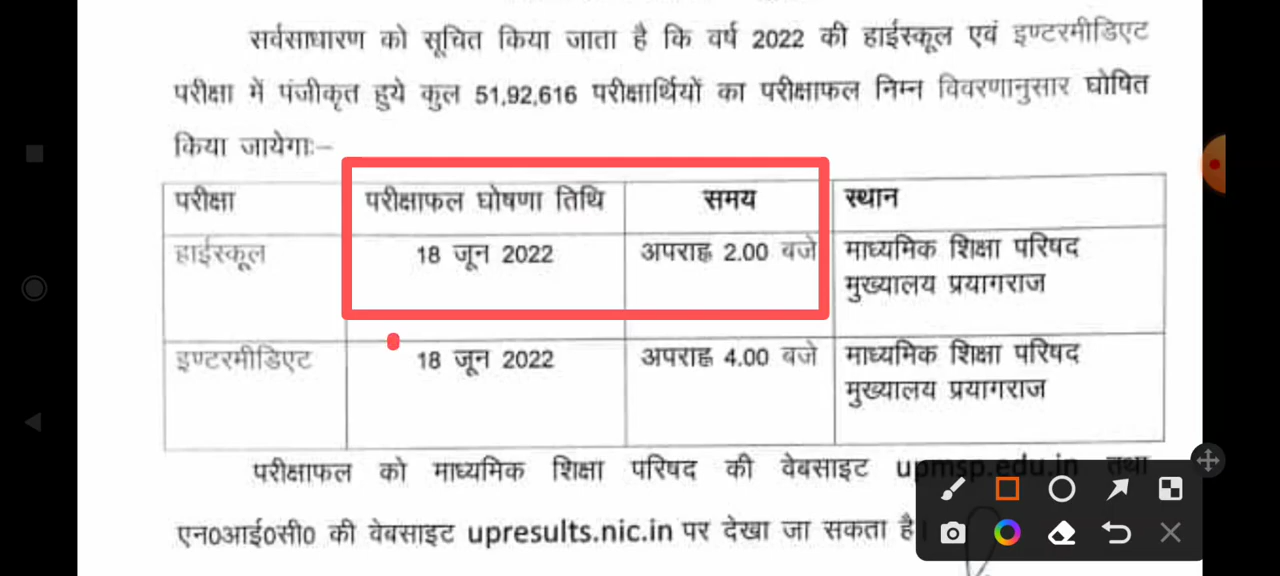 सर्वसाधारण को सूचित किया जाता है कि वर्ष 2022 की हाईस्कूल एवं इण्टरमीडिएट
परीक्षा में पंजीकृत हुये कुल 51,92,616 परीक्षार्थियों का परीक्षाफल निम्न विवरणानुसार घोषित
किया जायेगाः–
परीक्षा परीक्षाफल घोषणा तिथि समय स्थान
हाईस्कूल 18 जून 2022 अपराह्न 2.00 बजे माध्यमिक शिक्षा परिषद
मुख्यालय प्रयागराज
इण्टरमीडिएट 18 जून 2022 अपराह्न 4.00 बजे माध्यमिक शिक्षा परिषद
मुख्यालय प्रयागराज
परीक्षाफल को माध्यमिक शिक्षा परिषद की वेबसाइट upmsp.edu.in तथा
एन0आई0सी0 की वेबसाइट upresults.nic.in पर देखा जा सकता है।